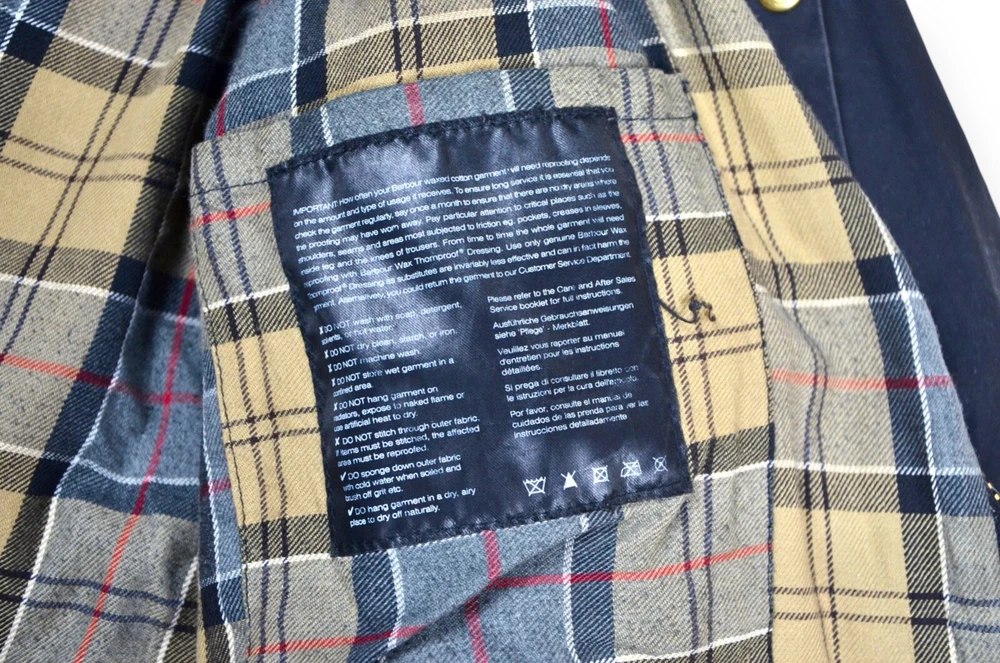 IMPORTANT: How often your Barbour waxed cotton garment will need reproofing depends
on the amount and type of usage it receives. To ensure long service it is essential that you
check the garment regularly, say once a month to ensure that there are no dry areas where
the proofing may have worn away. Pay particular attention to critical places such as the
shoulders, seams and areas most subjected to friction eg. pockets, creases in sleeves,
inside leg and the knees of trousers. From time to time the whole garment will need
reproofing with Barbour Wax Thornproof® Dressing. Use only genuine Barbour Wax
Thornproof® Dressing as substitutes are invariably less effective and can in fact harm the
garment. Alternatively, you could return the garment to our Customer Service Department.
✗DO NOT wash with soap, detergent,
solvents, or hot water.
✗DO NOT dry clean, starch, or iron.
✗DO NOT machine wash.
✗DO NOT store wet garment in a
confined area.
✗DO NOT hang garment on
radiators, expose to naked flame or
use artificial heat to dry.
✗DO NOT stitch through outer fabric.
If items must be stitched, the affected
area must be reproofed.
✓DO sponge down outer fabric
with cold water when soiled and
brush off grit etc.
✓DO hang garment in a dry, airy
place to dry off naturally.
Please refer to the Care and After Sales
Service booklet for full instructions.
Ausführliche Gebrauchsanweisungen
siehe 'Pflege' - Merkblatt.
Veuillez vous reporter au manuel
d'entretien pour les instructions
détaillées.
Si prega di consultare il libretto con
le istruzioni per la cura dell'
Por favor, consulte el manual de
cuidados de las prenda para ver las
instrucciones detalladamente